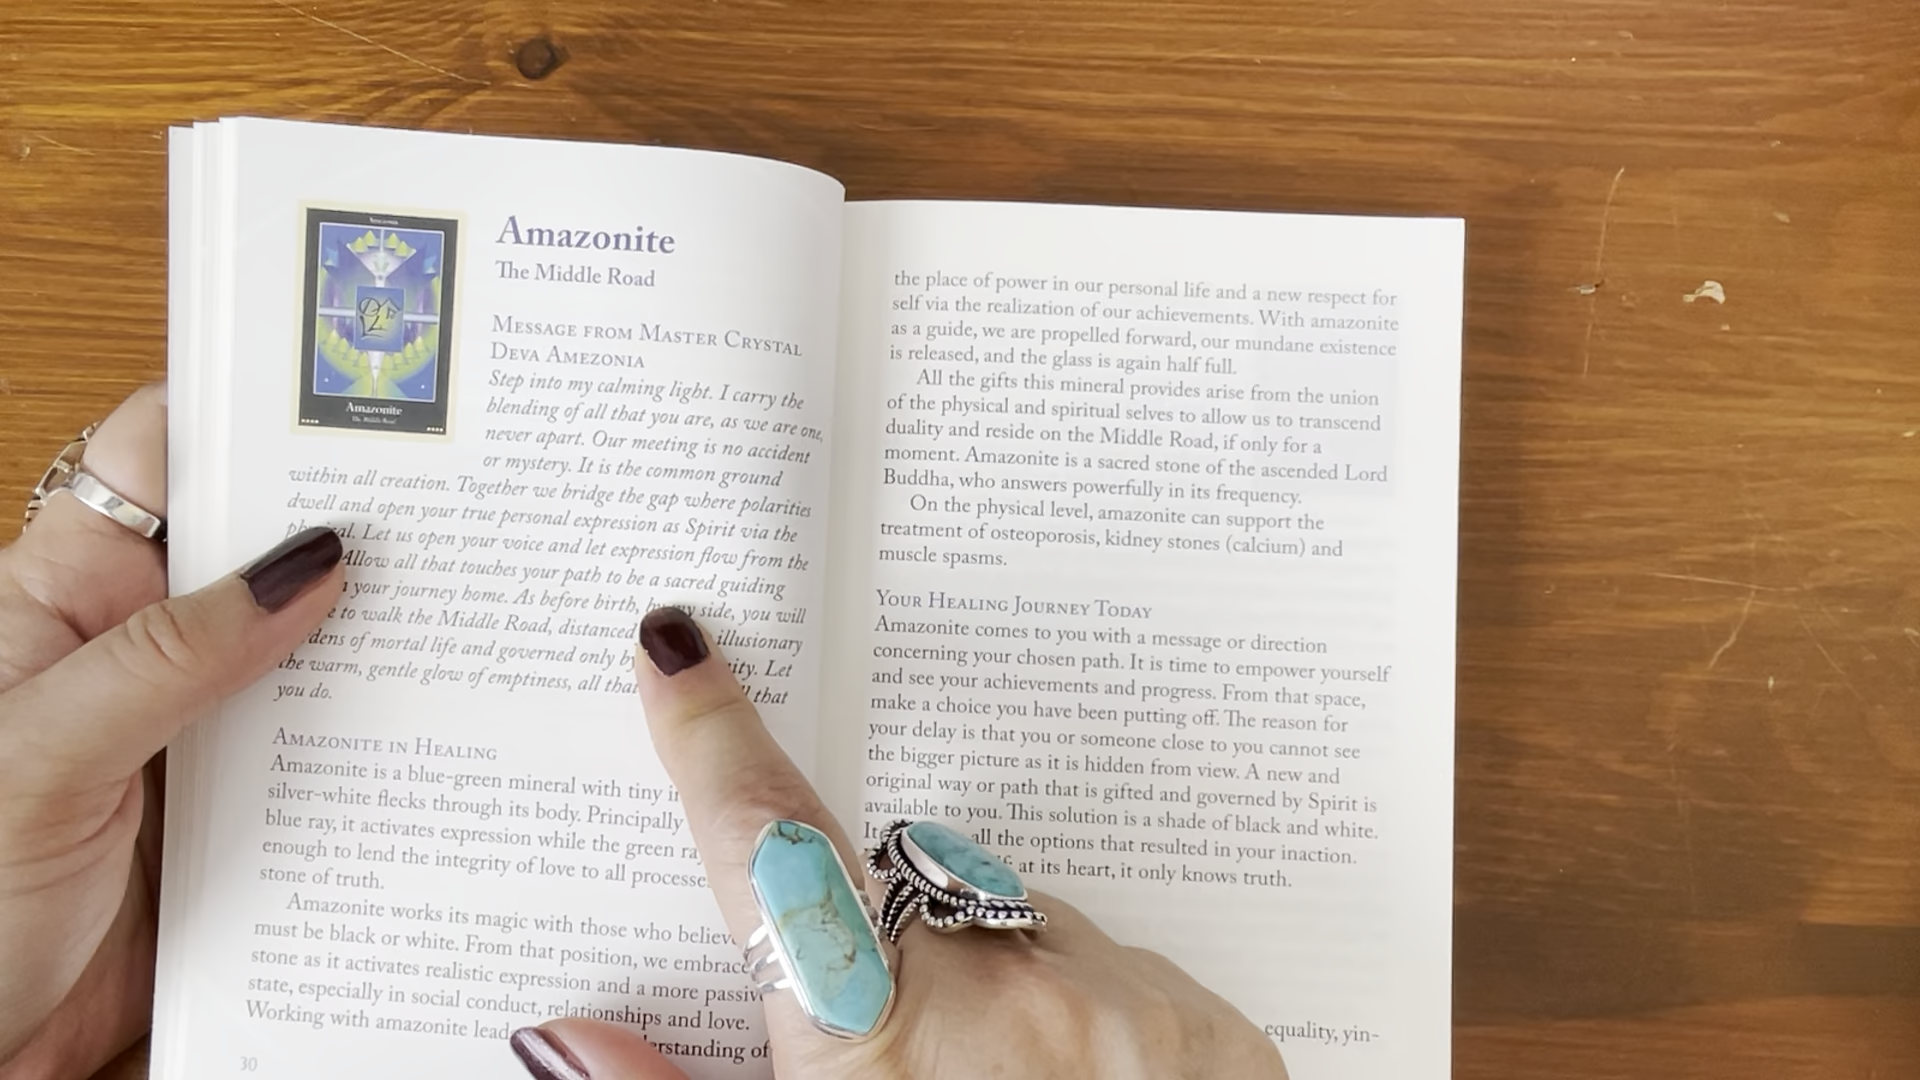 Amazonite
The Middle Road
Message from Master Crystal
Deva Amezonia
Step into my calming light. I carry the
blending of all that you are, as we are one,
never apart. Our meeting is no accident
or mystery. It is the common ground
within all creation. Together we bridge the gap where polarities
dwell and open your true personal expression as Spirit via the
Let us open your voice and let expression flow from the
Allow all that touches your path to be a sacred guiding
your journey home. As before birth, by my side, you will
to walk the Middle Road, distanced illusionary
of mortal life and governed only by Let
the warm, gentle glow of emptiness, all that that
you do.
Amazonite in Healing
Amazonite is a blue-green mineral with tiny
silver-white flecks through its body. Principally
blue ray, it activates expression while the green
enough to lend the integrity of love to all
stone of truth.
Amazonite works its magic with those who
must be black or white. From that position, we embrace
stone as it activates realistic expression and a more
state, especially in social conduct, relationships and love.
Working with amazonite of
30
Amazonite
the place of power in our personal life and a new respect for
self via the realization of our achievements. With amazonite
as a guide, we are propelled forward, our mundane existence
is released, and the glass is again half full.
All the gifts this mineral provides arise from the union
of the physical and spiritual selves to allow us to transcend
duality and reside on the Middle Road, if only for a
moment. Amazonite is a sacred stone of the ascended Lord
Buddha, who answers powerfully in its frequency.
On the physical level, amazonite can support the
treatment of osteoporosis, kidney stones (calcium) and
muscle spasms.
Your Healing Journey Today
Amazonite comes to you with a message or direction
concerning your chosen path. It is time to empower yourself
and see your achievements and progress. From that space,
make a choice you have been putting off. The reason for
your delay is that you or someone close to you cannot see
the bigger picture as it is hidden from view. A new and
original way or path that is gifted and governed by Spirit is
available to you. This solution is a shade of black and white.
It all the options that resulted in your inaction.
at its heart, it only knows truth.
equality, yin-